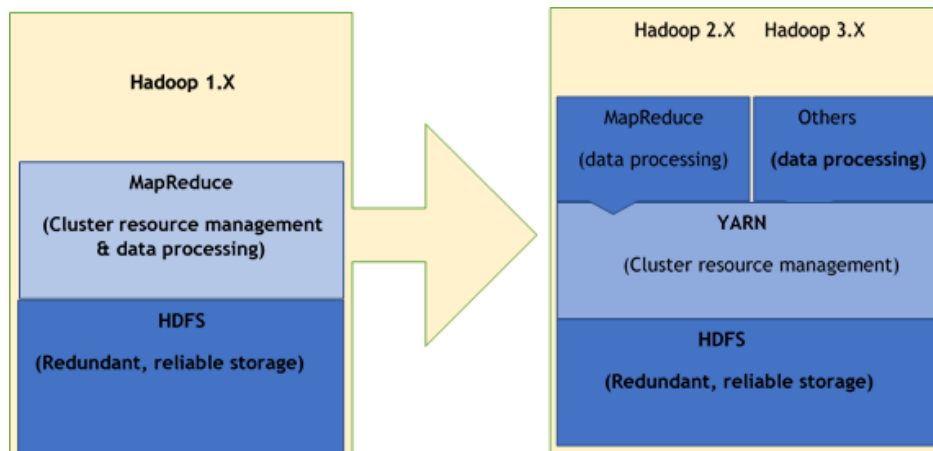 Hadoop 1.X
MapReduce
(Cluster resource management
& data processing)
HDFS
(Redundant, reliable storage)
Hadoop 2.X Hadoop 3.X
MapReduce
(data processing)
Others
(data processing)
YARN
(Cluster resource management)
HDFS
(Redundant, reliable storage)